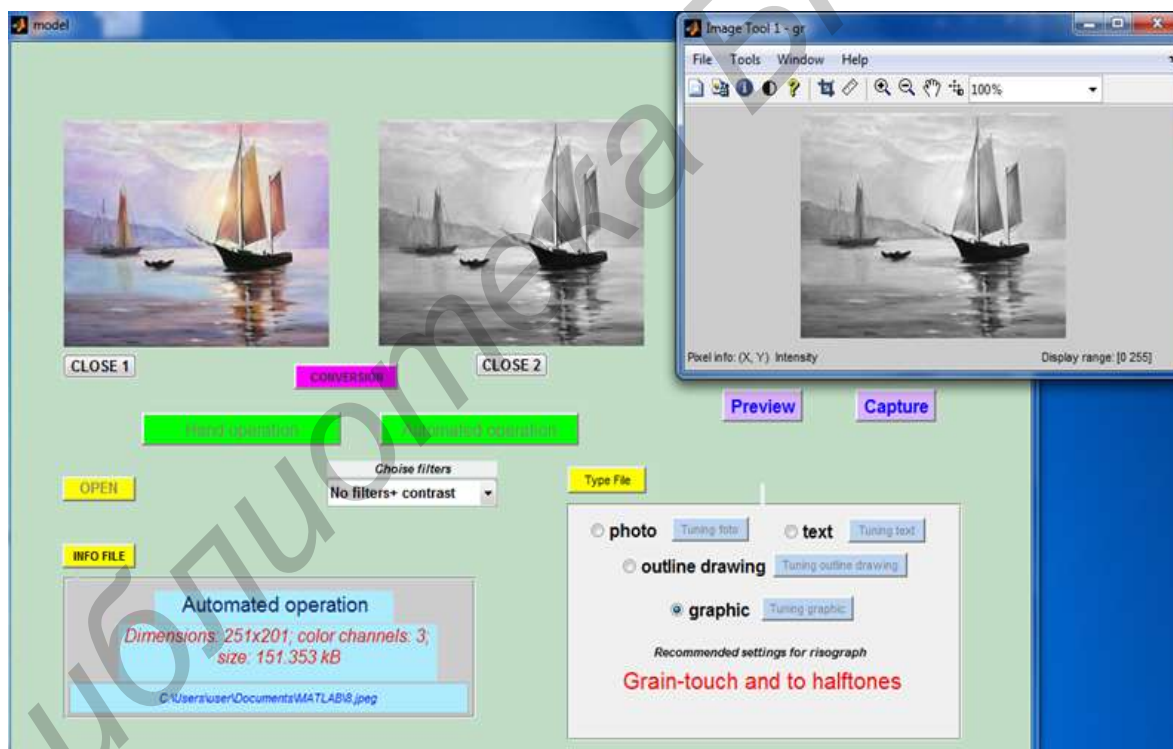 model
Image Tool 1 - gr
File Tools Window Help
100%
Pixel info: (X, Y) Intensity
Display range: [0 255]
CLOSE 1
CONVERSION
CLOSE 2
Preview
Capture
Hand operation
Automated operation
OPEN
Choise filters
No filters+ contrast
Type File
photo
Tuning foto
text
Tuning text
outline drawing
Tuning outline drawing
graphic
Tuning graphic
Recommended settings for risograph
Grain-touch and to halftones
INFO FILE
Automated operation
Dimensions: 251x201; color channels: 3;
size: 151.353 kB
C:\Users\user\Documents\MATLAB\8.jpeg